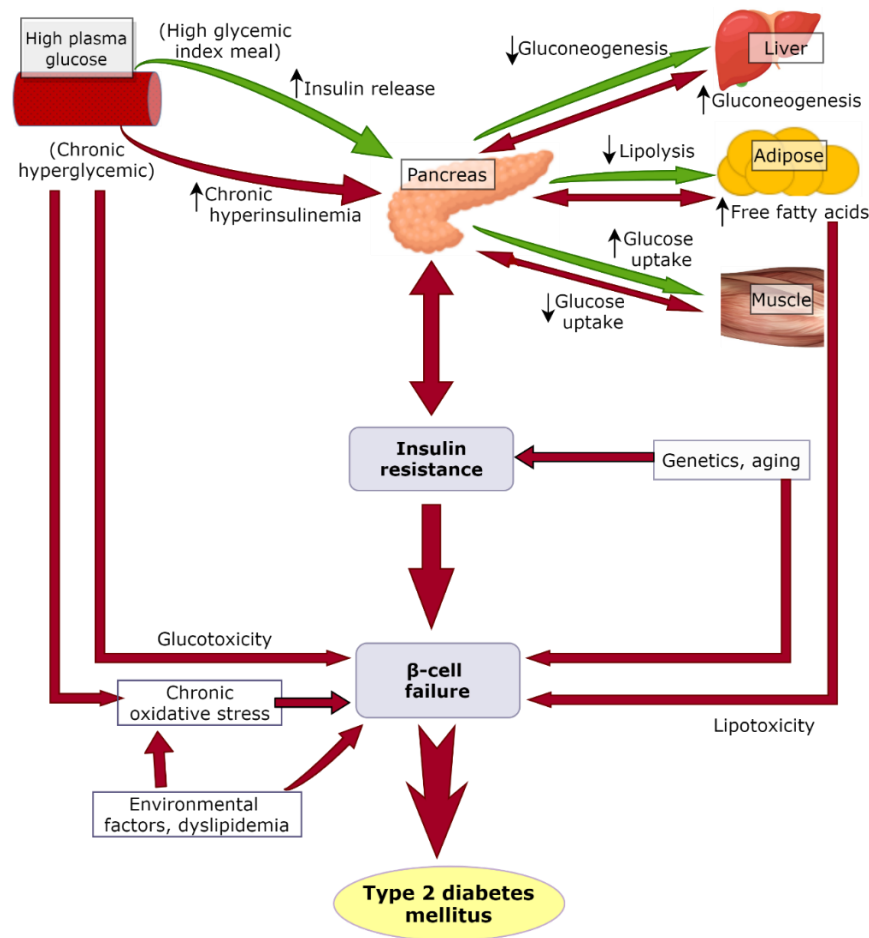 High plasma
glucose
(High glycemic
index meal)
↑Insulin release
(Chronic
hyperglycemic)
↑Chronic
hyperinsulinemia
Pancreas
↓Gluconeogenesis
Liver
↑Gluconeogenesis
↓Lipolysis
Adipose
↑Free fatty acids
↑Glucose
uptake
↓Glucose
uptake
Muscle
Insulin
resistance
Genetics, aging
Glucotoxicity
β-cell
failure
Chronic
oxidative stress
Lipotoxicity
Environmental
factors, dyslipidemia
Type 2 diabetes
mellitus